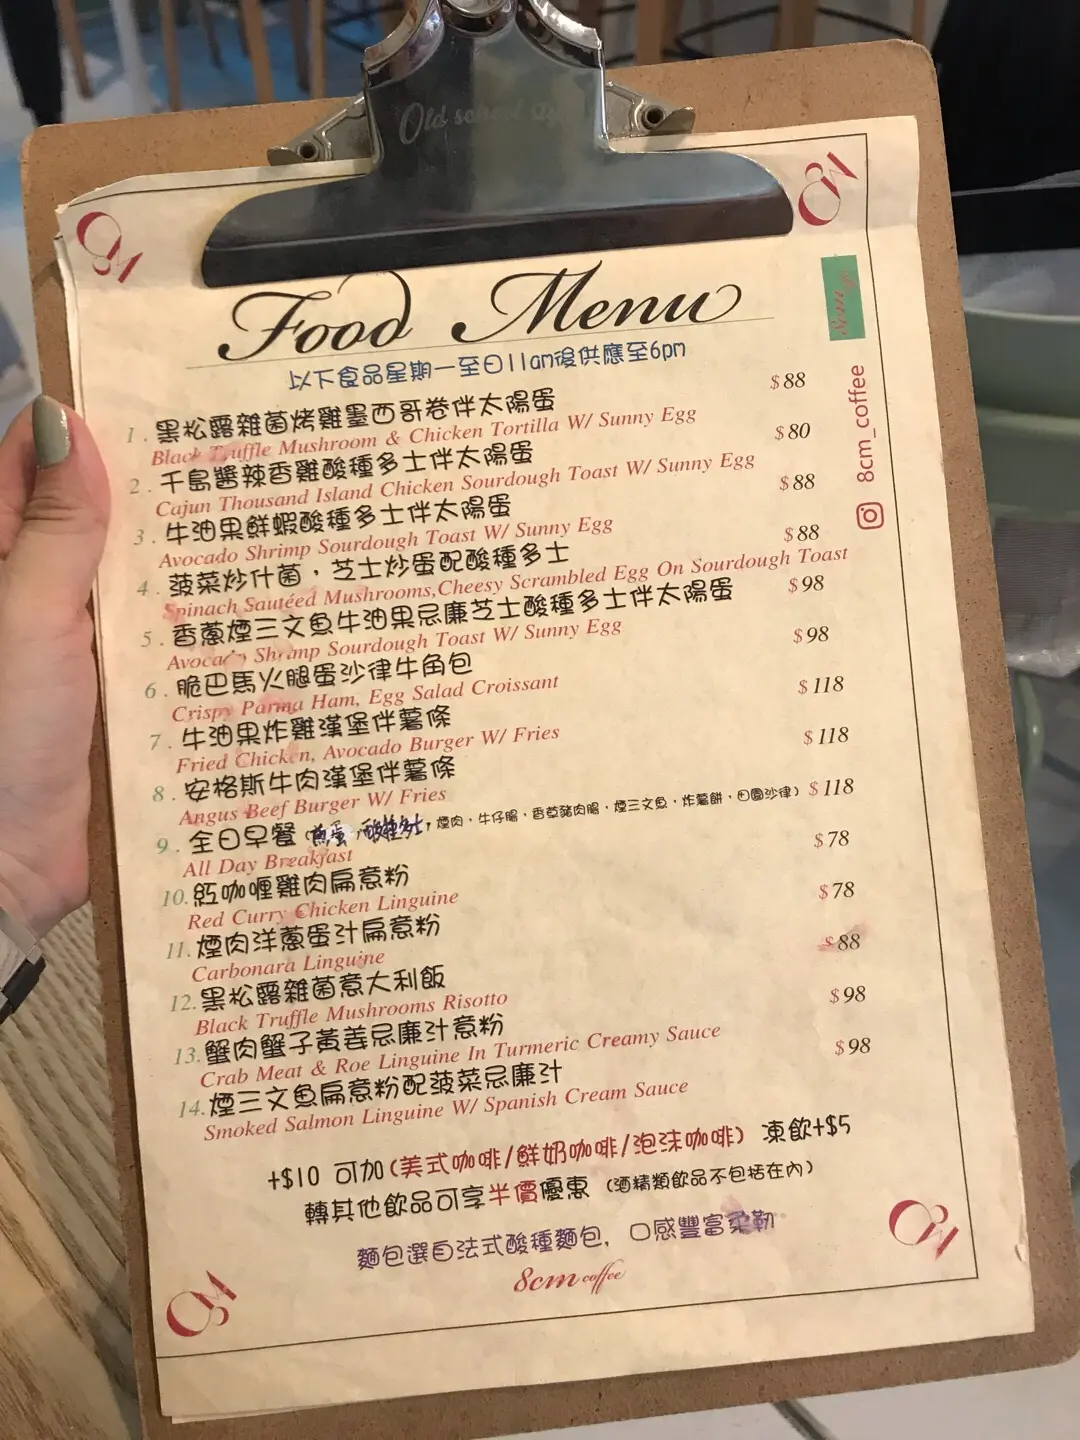 Old school style
Food Menu
以下食品星期一至日11am後供應至6pm
1. 黑松露雜菌烤雞墨西哥卷伴太陽蛋 $88
Black Truffle Mushroom & Chicken Tortilla W/ Sunny Egg
2. 千島醬辣香雞酸種多士伴太陽蛋 $80
Cajun Thousand Island Chicken Sourdough Toast W/ Sunny Egg
3. 牛油果鮮蝦酸種多士伴太陽蛋 $88
Avocado Shrimp Sourdough Toast W/ Sunny Egg
4. 菠菜炒什菌，芝士炒蛋配酸種多士 $88
Spinach Sautéed Mushrooms,Cheesy Scrambled Egg On Sourdough Toast
5. 香蔥煙三文魚牛油果忌廉芝士酸種多士伴太陽蛋 $98
Avocado Shrimp Sourdough Toast W/ Sunny Egg
6. 脆巴馬火腿蛋沙律牛角包 $98
Crispy Parma Ham, Egg Salad Croissant
7. 牛油果炸雞漢堡伴薯條 $118
Fried Chicken, Avocado Burger W/ Fries
8. 安格斯牛肉漢堡伴薯條 $118
Angus Beef Burger W/ Fries
9. 全日早餐 (煎蛋，酸種多士，煙肉，牛仔腸，香草豬肉腸，煙三文魚，炸薯餅，田園沙律) $118
All Day Breakfast
10. 紅咖喱雞肉扁意粉 $78
Red Curry Chicken Linguine
11. 煙肉洋蔥蛋汁扁意粉 $78
Carbonara Linguine
12. 黑松露雜菌意大利飯 $88
Black Truffle Mushrooms Risotto
13. 蟹肉蟹子黃姜忌廉汁意粉 $98
Crab Meat & Roe Linguine In Turmeric Creamy Sauce
14. 煙三文魚扁意粉配菠菜忌廉汁 $98
Smoked Salmon Linguine W/ Spanish Cream Sauce
+$10 可加(美式咖啡/鮮奶咖啡/泡沫咖啡) 凍飲+$5
轉其他飲品可享半價優惠 (酒精類飲品不包括在內)
麵包選自法式酸種麵包，口感豐富柔韌
8cm coffee
8cm_coffee